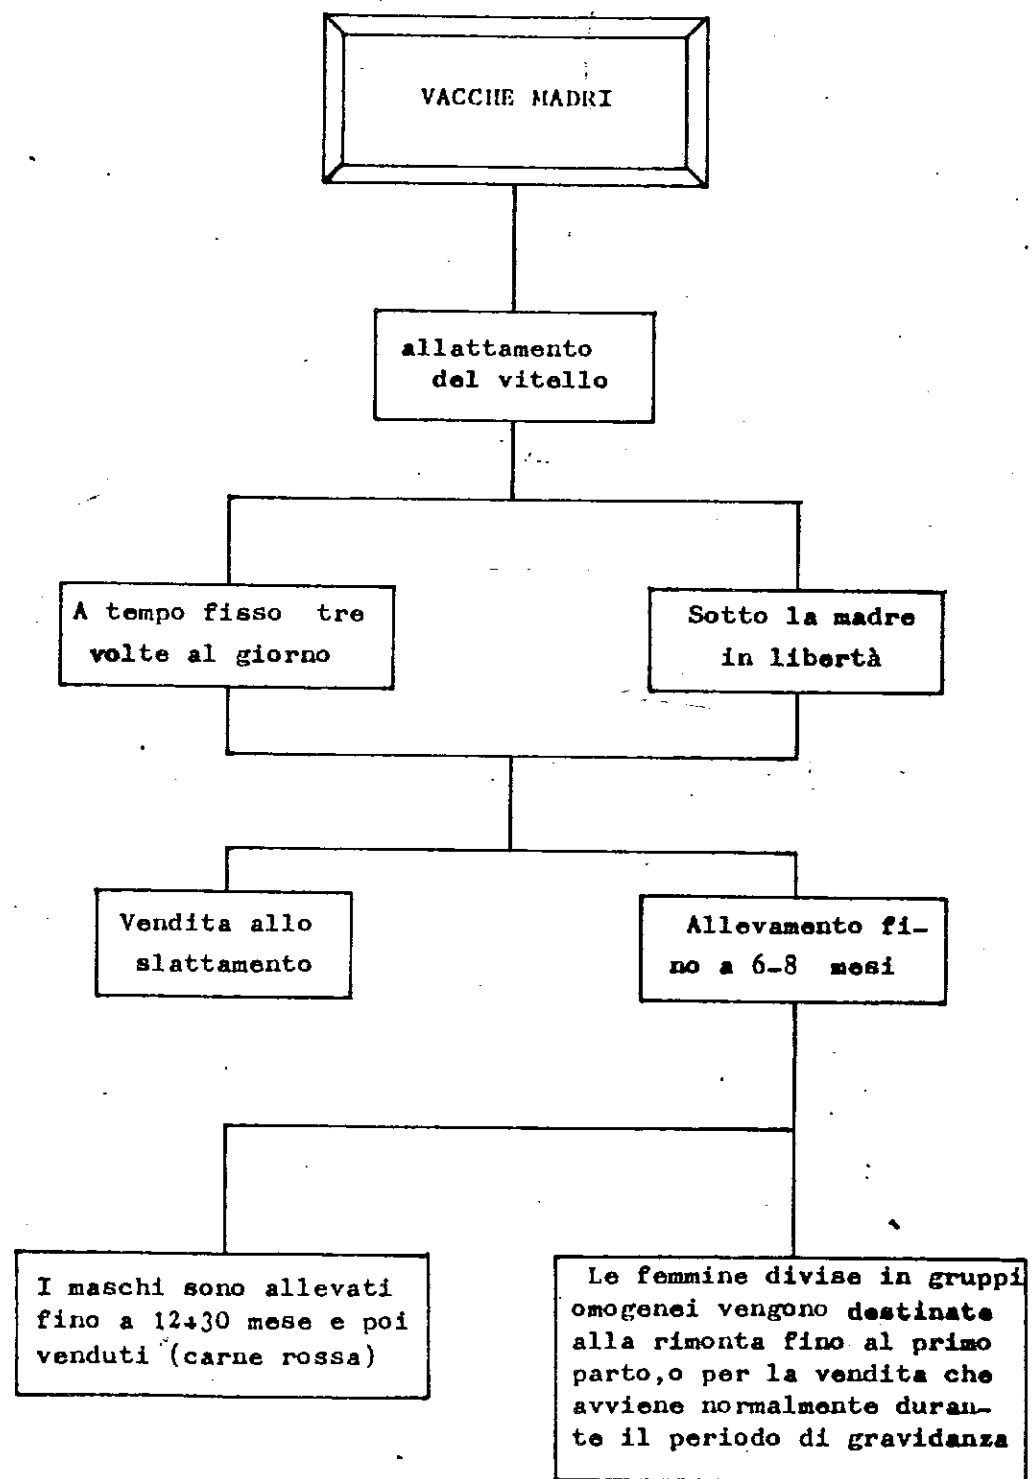 VACCHE MADRI
allattamento
del vitello
A tempo fisso tre
volte al giorno
Sotto la madre
in libertà
Vendita allo
slattamento
Allevamento fi-
no a 6-8 mesi
I maschi sono allevati
fino a 12+30 mese e poi
venduti (carne rossa)
Le femmine divise in gruppi
omogenei vengono destinate
alla rimonta fino al primo
parto,o per la vendita che
avviene normalmente duran-
te il periodo di gravidanza